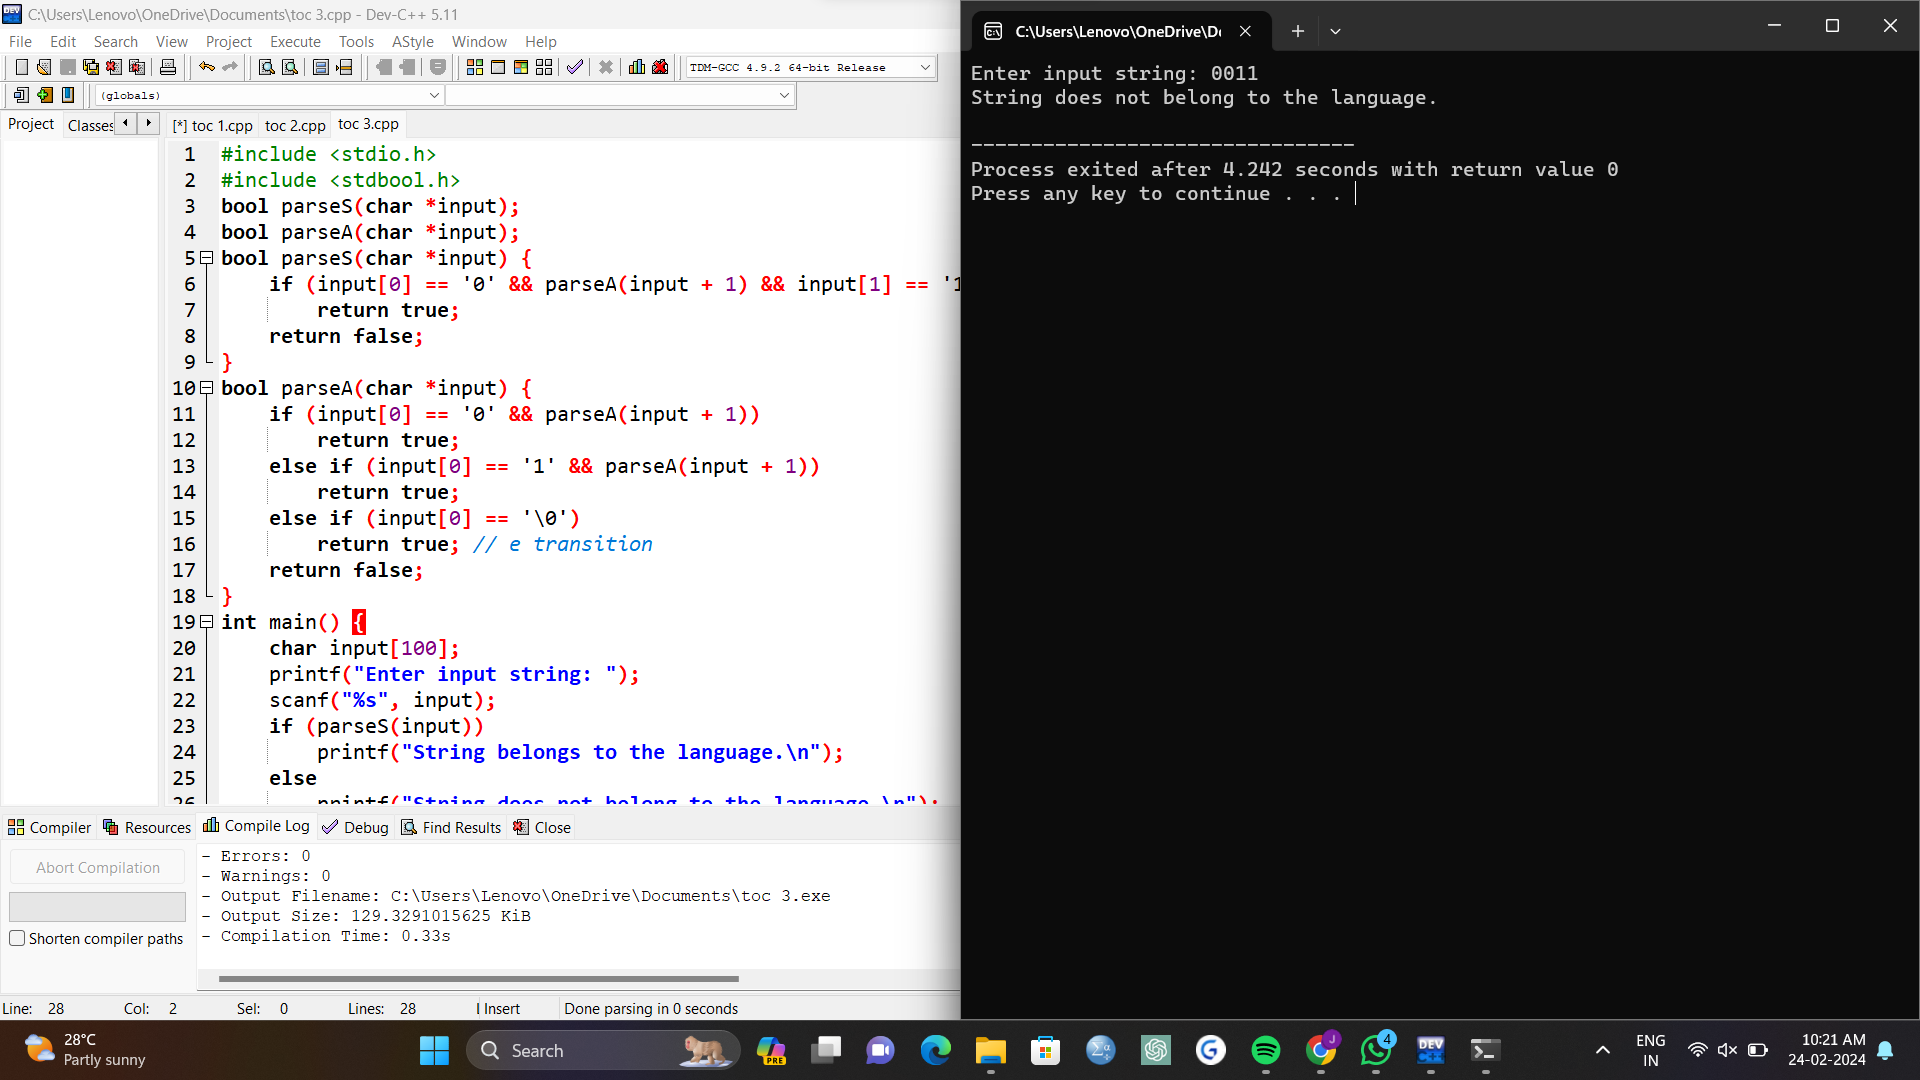 C:\Users\Lenovo\OneDrive\Documents\toc 3.cpp - Dev-C++ 5.11
File Edit Search View Project Execute Tools AStyle Window Help
TDM-GCC 4.9.2 64-bit Release
(globals)
Project Classes [*] toc 1.cpp toc 2.cpp toc 3.cpp
1 #include <stdio.h>
2 #include <stdbool.h>
3 bool parseS(char *input);
4 bool parseA(char *input);
5 bool parseS(char *input) {
6 if (input[0] == '0' && parseA(input + 1) && input[1] == '1
7 return true;
8 return false;
9 }
10 bool parseA(char *input) {
11 if (input[0] == '0' && parseA(input + 1))
12 return true;
13 else if (input[0] == '1' && parseA(input + 1))
14 return true;
15 else if (input[0] == '\0')
16 return true; // e transition
17 return false;
18 }
19 int main() {
20 char input[100];
21 printf("Enter input string: ");
22 scanf("%s", input);
23 if (parseS(input))
24 printf("String belongs to the language.\n");
25 else
26 printf("String does not belong to the language.\n");
Compiler Resources Compile Log Debug Find Results Close
Abort Compilation
Shorten compiler paths
- Errors: 0
- Warnings: 0
- Output Filename: C:\Users\Lenovo\OneDrive\Documents\toc 3.exe
- Output Size: 129.3291015625 KiB
- Compilation Time: 0.33s
Line: 28 Col: 2 Sel: 0 Lines: 28 Insert Done parsing in 0 seconds
C:\Users\Lenovo\OneDrive\D
Enter input string: 0011
String does not belong to the language.
--------------------------------
Process exited after 4.242 seconds with return value 0
Press any key to continue . . .
28°C
Partly sunny
Search
PRE
J
4
DEV
C++
ENG
IN
10:21 AM
24-02-2024